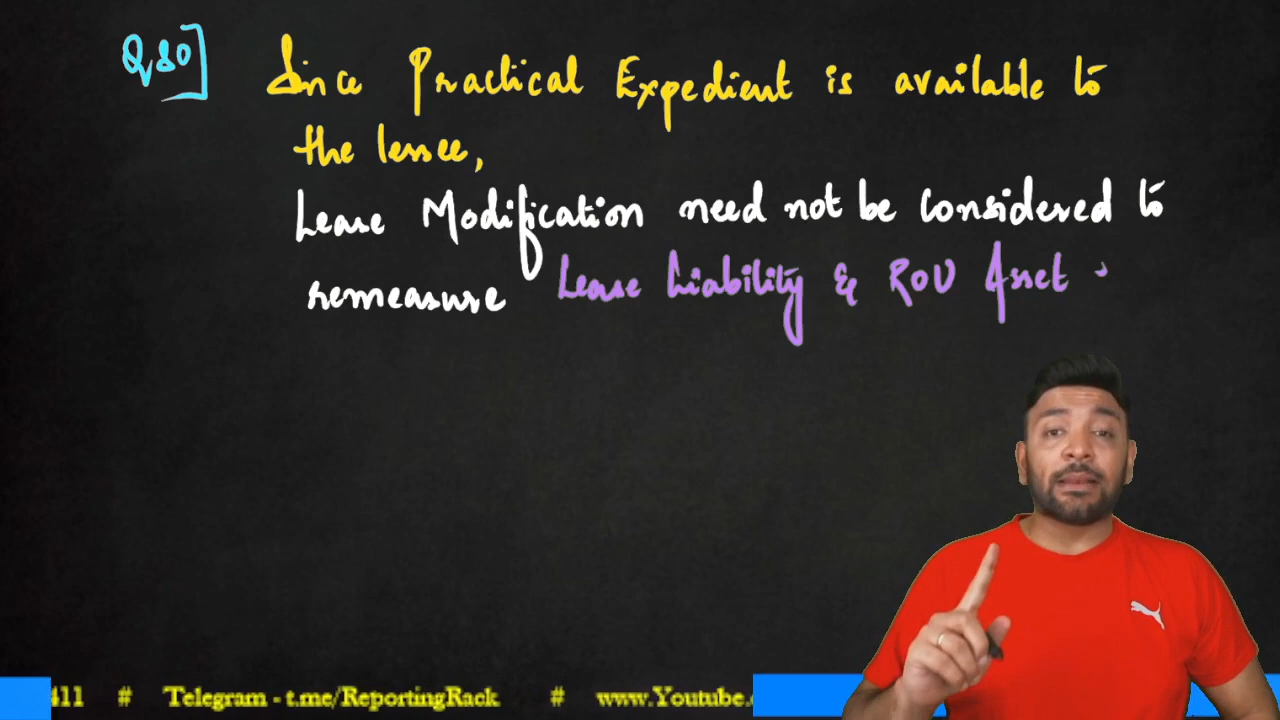 Q80]
Since Practical Expedient is available to
the lessee,
Lease Modification need not be considered to
remeasure Lease Liability & ROU Asset.
411 # Telegram - t.me/ReportingRack # www.Youtube.